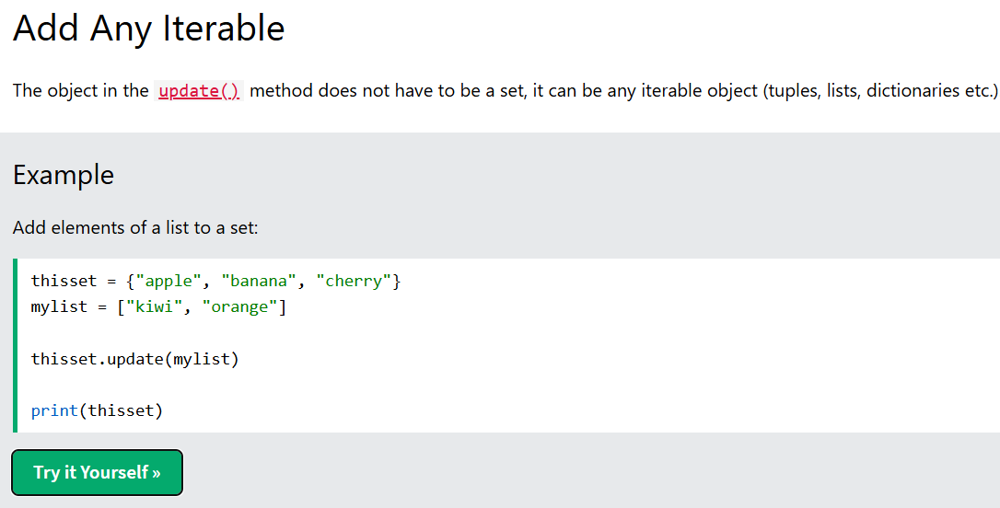 Add Any Iterable
The object in the update() method does not have to be a set, it can be any iterable object (tuples, lists, dictionaries etc.)
Example
Add elements of a list to a set:
thisset = {"apple", "banana", "cherry"}
mylist = ["kiwi", "orange"]
thisset.update(mylist)
print(thisset)
Try it Yourself »